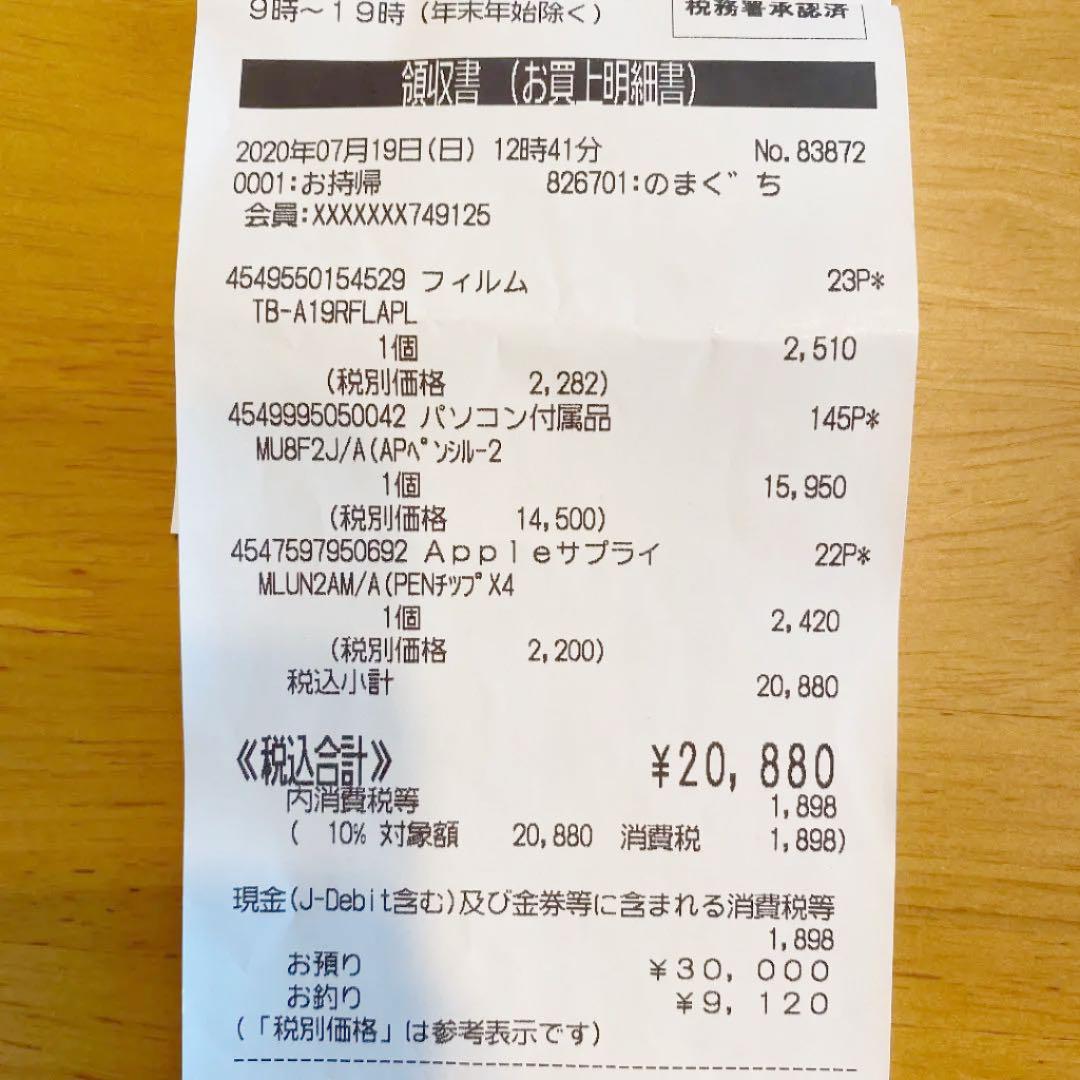 9時～19時(年末年始除く)
税務署承認済
領収書 (お買上明細書)
2020年07月19日(日) 12時41分 No.83872
0001:お持帰 826701:のまぐち
会員:XXXXXXX749125
4549550154529 フィルム 23P*
TB-A19RFLAPL
1個 2,510
(税別価格 2,282)
4549995050042 パソコン付属品 145P*
MU8F2J/A(APペンシル-2
1個 15,950
(税別価格 14,500)
4547597950692 Appleサプライ 22P*
MLUN2AM/A(PENチップX4
1個 2,420
(税別価格 2,200)
税込小計 20,880
《税込合計》 ¥20,880
内消費税等 1,898
( 10% 対象額 20,880 消費税 1,898)
現金(J-Debit含む)及び金券等に含まれる消費税等
1,898
お預り ¥30,000
お釣り ¥9,120
(「税別価格」は参考表示です)